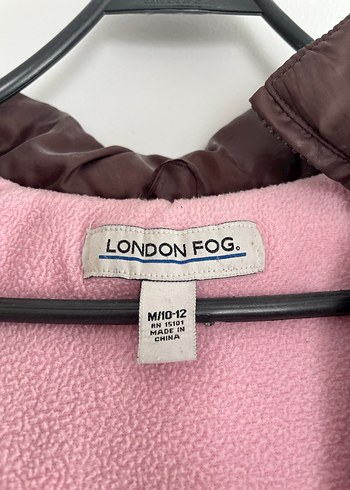 LONDON FOG.
M/10-12
RN 15101
MADE IN
CHINA